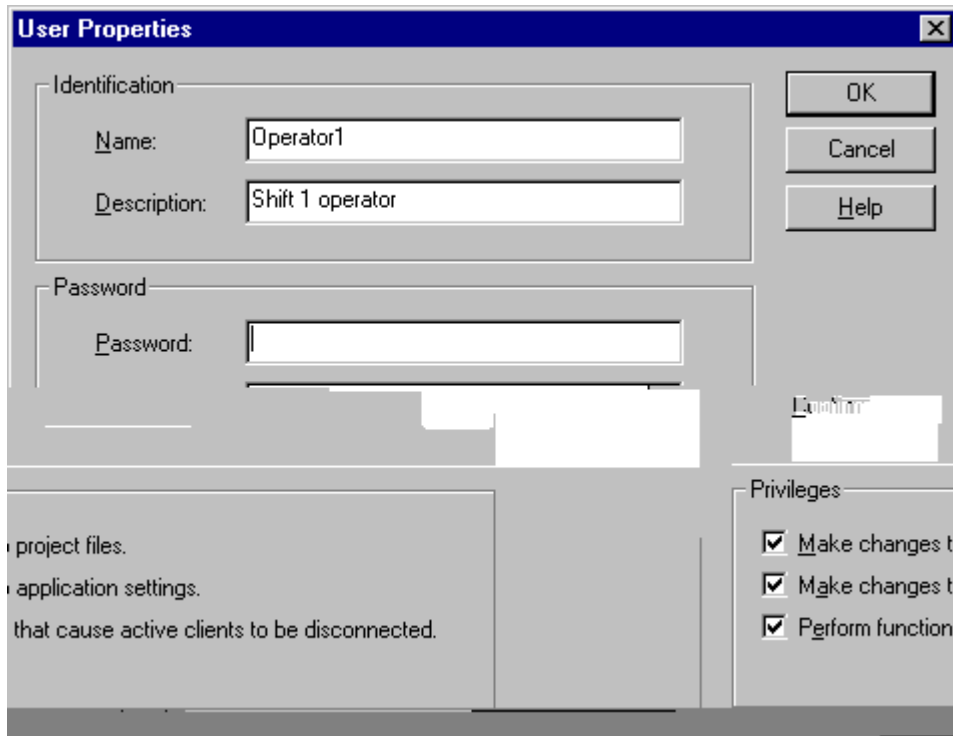 User Properties
Identification
OK
Name: Operator1
Cancel
Description: Shift 1 operator
Help
Password
Password:
Privileges
project files.
Make changes t
application settings.
Make changes t
that cause active clients to be disconnected.
Perform function